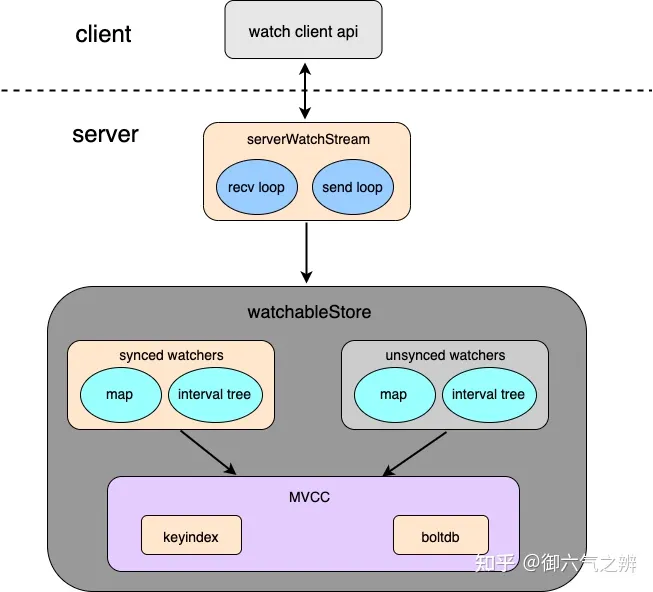 client
watch client api
server
serverWatchStream
recv loop
send loop
watchableStore
synced watchers
unsynced watchers
map
interval tree
map
interval tree
MVCC
keyindex
boltdb
知乎 @御六气之辨